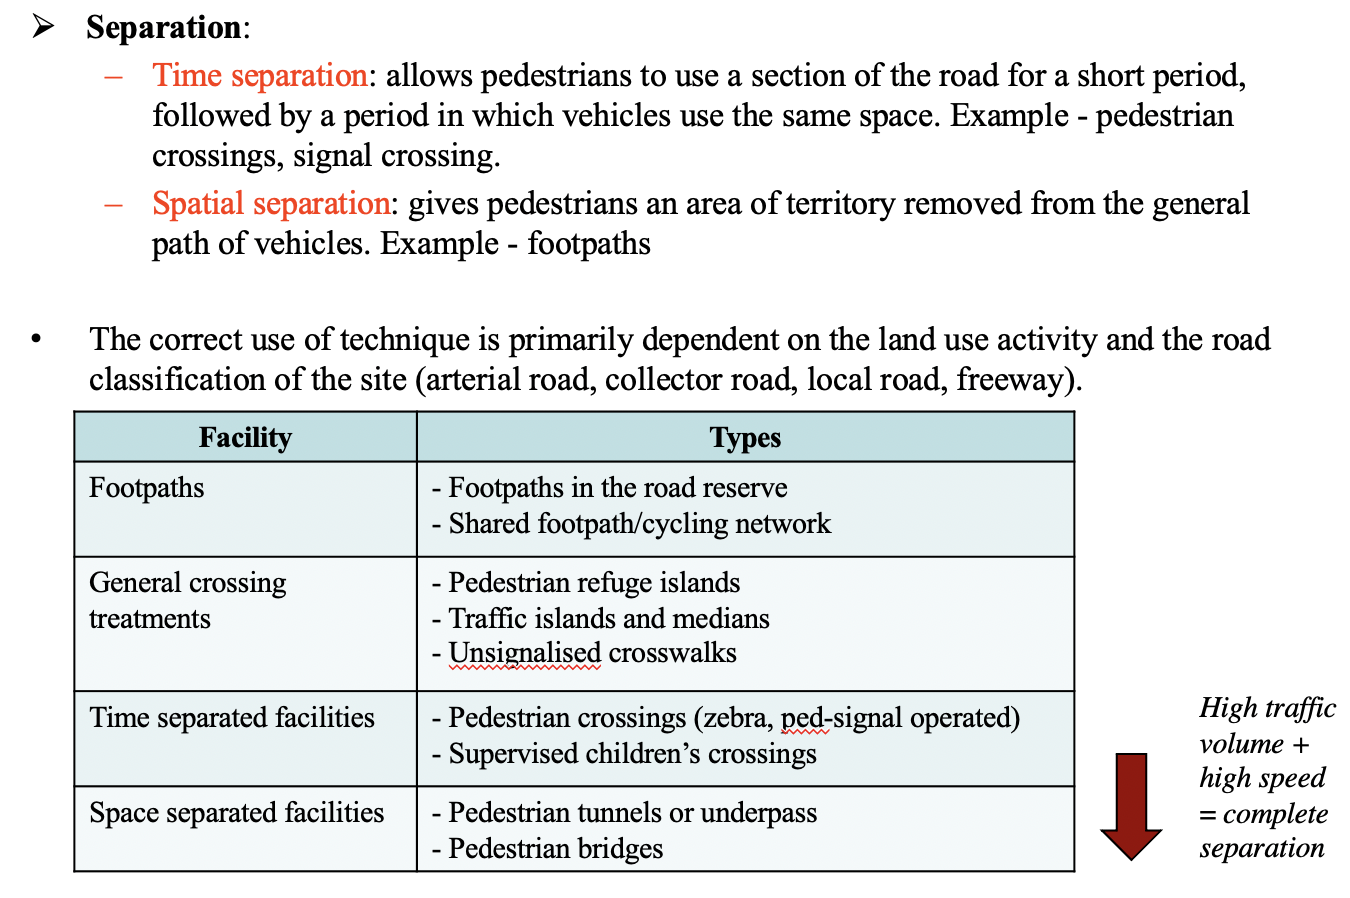 ➢ Separation:
– Time separation: allows pedestrians to use a section of the road for a short period,
followed by a period in which vehicles use the same space. Example - pedestrian
crossings, signal crossing.
– Spatial separation: gives pedestrians an area of territory removed from the general
path of vehicles. Example - footpaths
• The correct use of technique is primarily dependent on the land use activity and the road
classification of the site (arterial road, collector road, local road, freeway).
Facility
Types
Footpaths
- Footpaths in the road reserve
- Shared footpath/cycling network
General crossing
treatments
- Pedestrian refuge islands
- Traffic islands and medians
- Unsignalised crosswalks
Time separated facilities
- Pedestrian crossings (zebra, ped-signal operated)
- Supervised children's crossings
Space separated facilities
- Pedestrian tunnels or underpass
- Pedestrian bridges
High traffic
volume +
high speed
= complete
separation